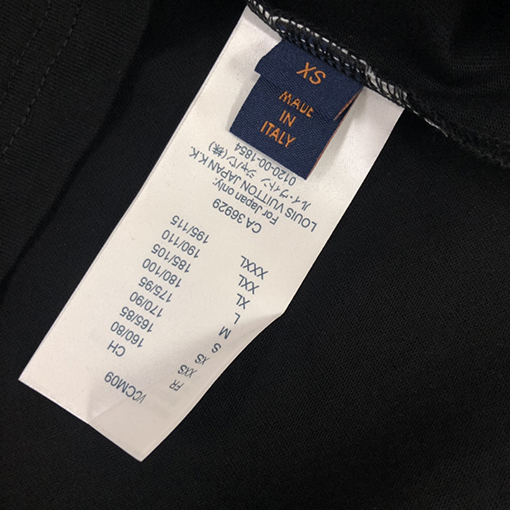 XS
MADE
IN
ITALY
VCCM09
FR CH
XXS 160/80
XS 165/85
S 170/90
M 175/95
L 180/100
XL 185/105
XXL 190/110
XXXL 195/115
CA 36929
For Japan only:
LOUIS VUITTON JAPAN K.K.
ルイ・ヴィトン ジャパン(株)
0120-00-1854